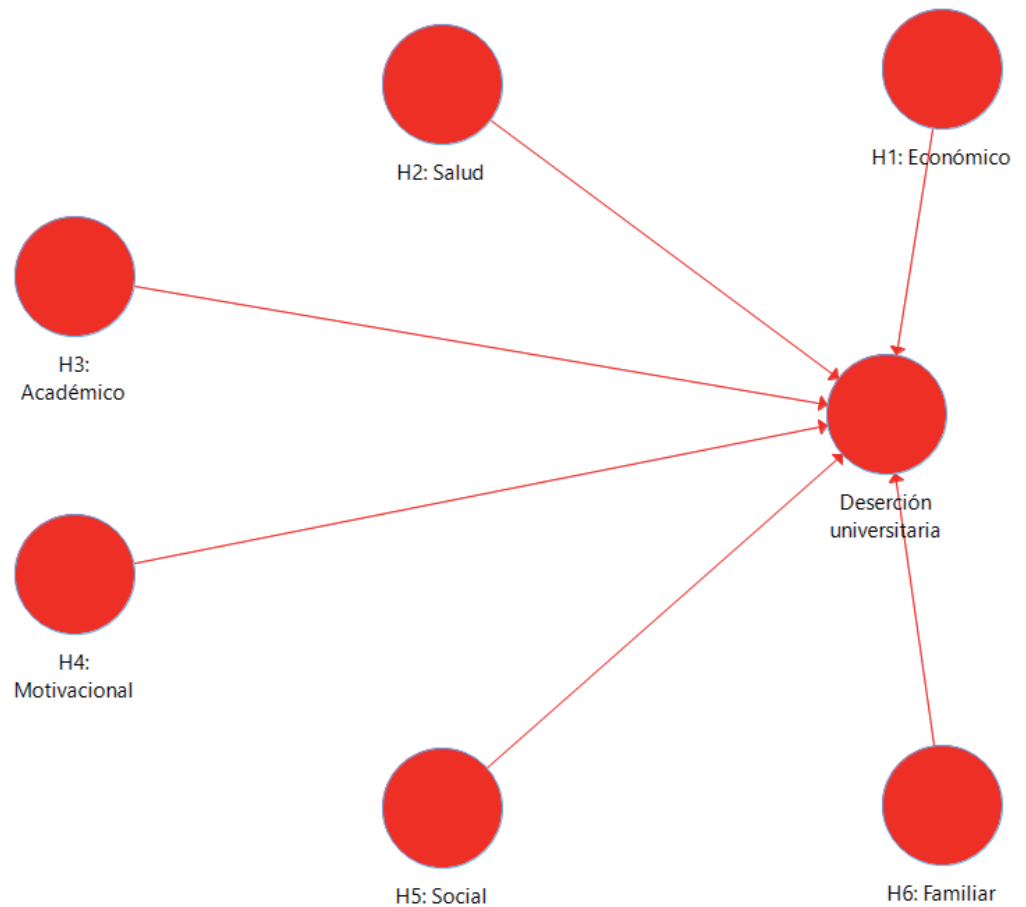 H1: Económico
H2: Salud
H3:
Académico
Deserción
universitaria
H4:
Motivacional
H5: Social
H6: Familiar